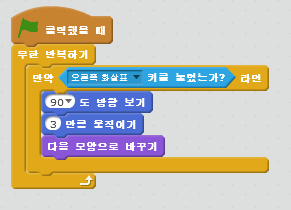 클릭했을 때
무한 반복하기
만약 오른쪽 화살표 키를 눌렀는가? 라면
90 도 방향 보기
3 만큼 움직이기
다음 모양으로 바꾸기